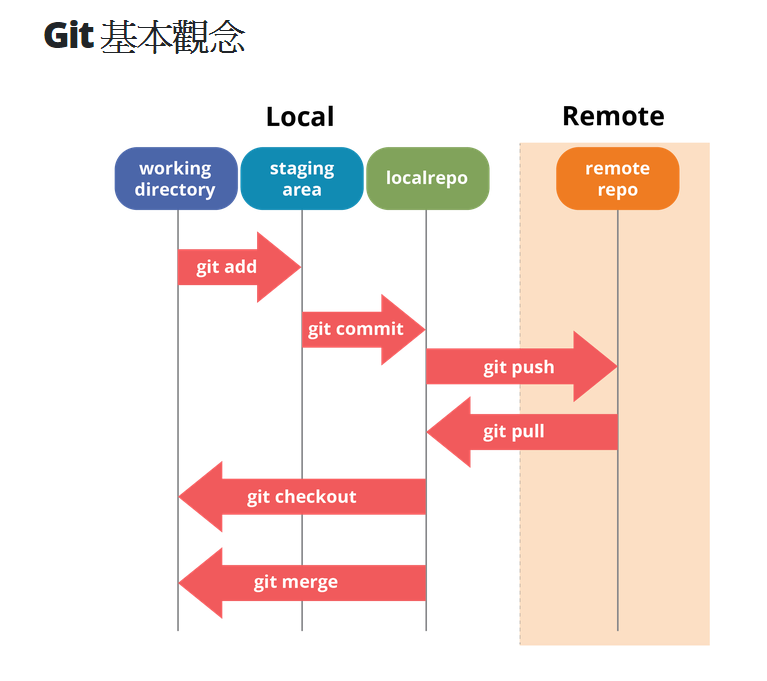 Git 基本觀念
Local
Remote
working
directory
staging
area
localrepo
remote
repo
git add
git commit
git push
git pull
git checkout
git merge